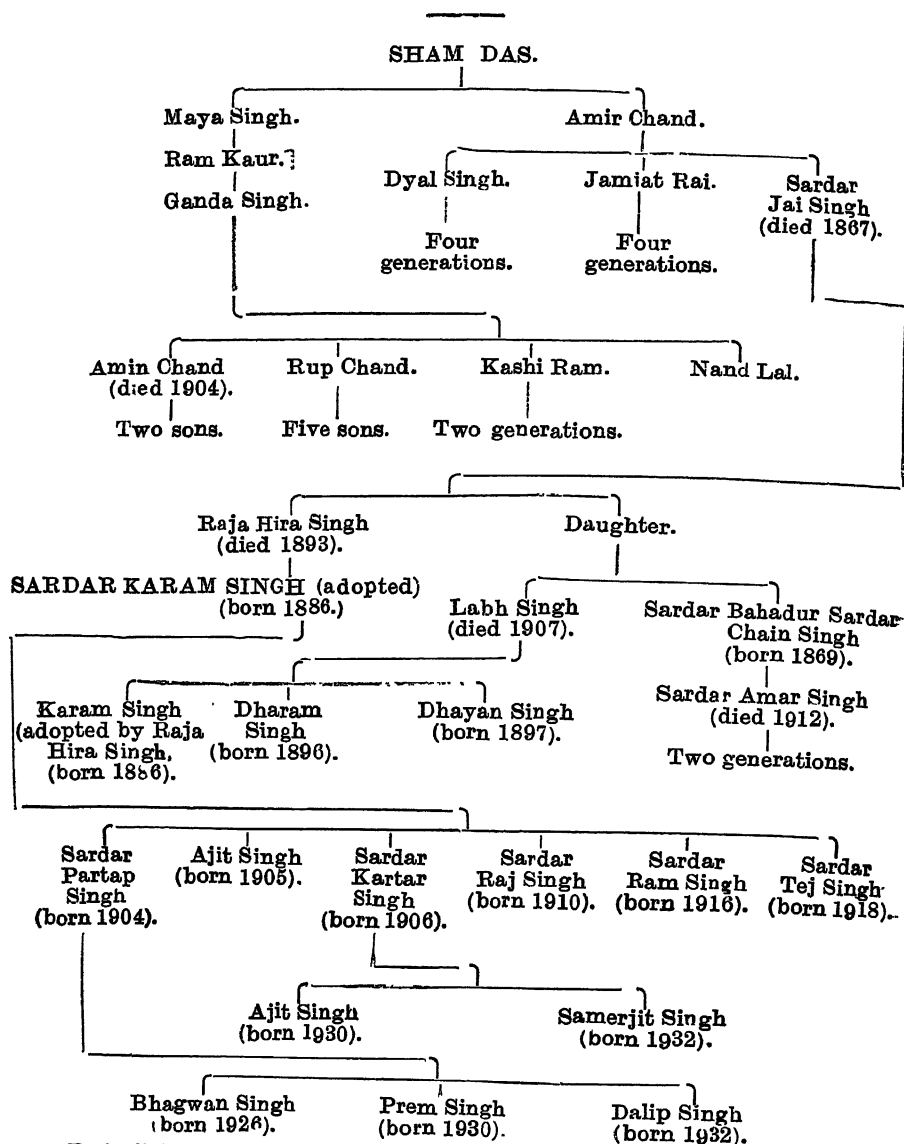 SHAM DAS.
Maya Singh.
Amir Chand.
Ram Kaur.
Ganda Singh.
Dyal Singh.
Jamiat Rai.
Sardar
Jai Singh
(died 1867).
Four
generations.
Four
generations.
Amin Chand
(died 1904).
Rup Chand.
Kashi Ram.
Nand Lal.
Two sons.
Five sons.
Two generations.
Raja Hira Singh
(died 1893).
Daughter.
SARDAR KARAM SINGH (adopted)
(born 1886.)
Labh Singh
(died 1907).
Sardar Bahadur Sardar
Chain Singh
(born 1869).
Karam Singh
(adopted by Raja
Hira Singh,
(born 1886).
Dharam
Singh
(born 1896).
Dhayan Singh
(born 1897).
Sardar Amar Singh
(died 1912).
Two generations.
Sardar
Partap
Singh
(born 1904).
Ajit Singh
(born 1905).
Sardar
Kartar
Singh
(born 1906).
Sardar
Raj Singh
(born 1910).
Sardar
Ram Singh
(born 1916).
Sardar
Tej Singh
(born 1918).
Ajit Singh
(born 1930).
Samerjit Singh
(born 1932).
Bhagwan Singh
(born 1926).
Prem Singh
(born 1930).
Dalip Singh
(born 1932).